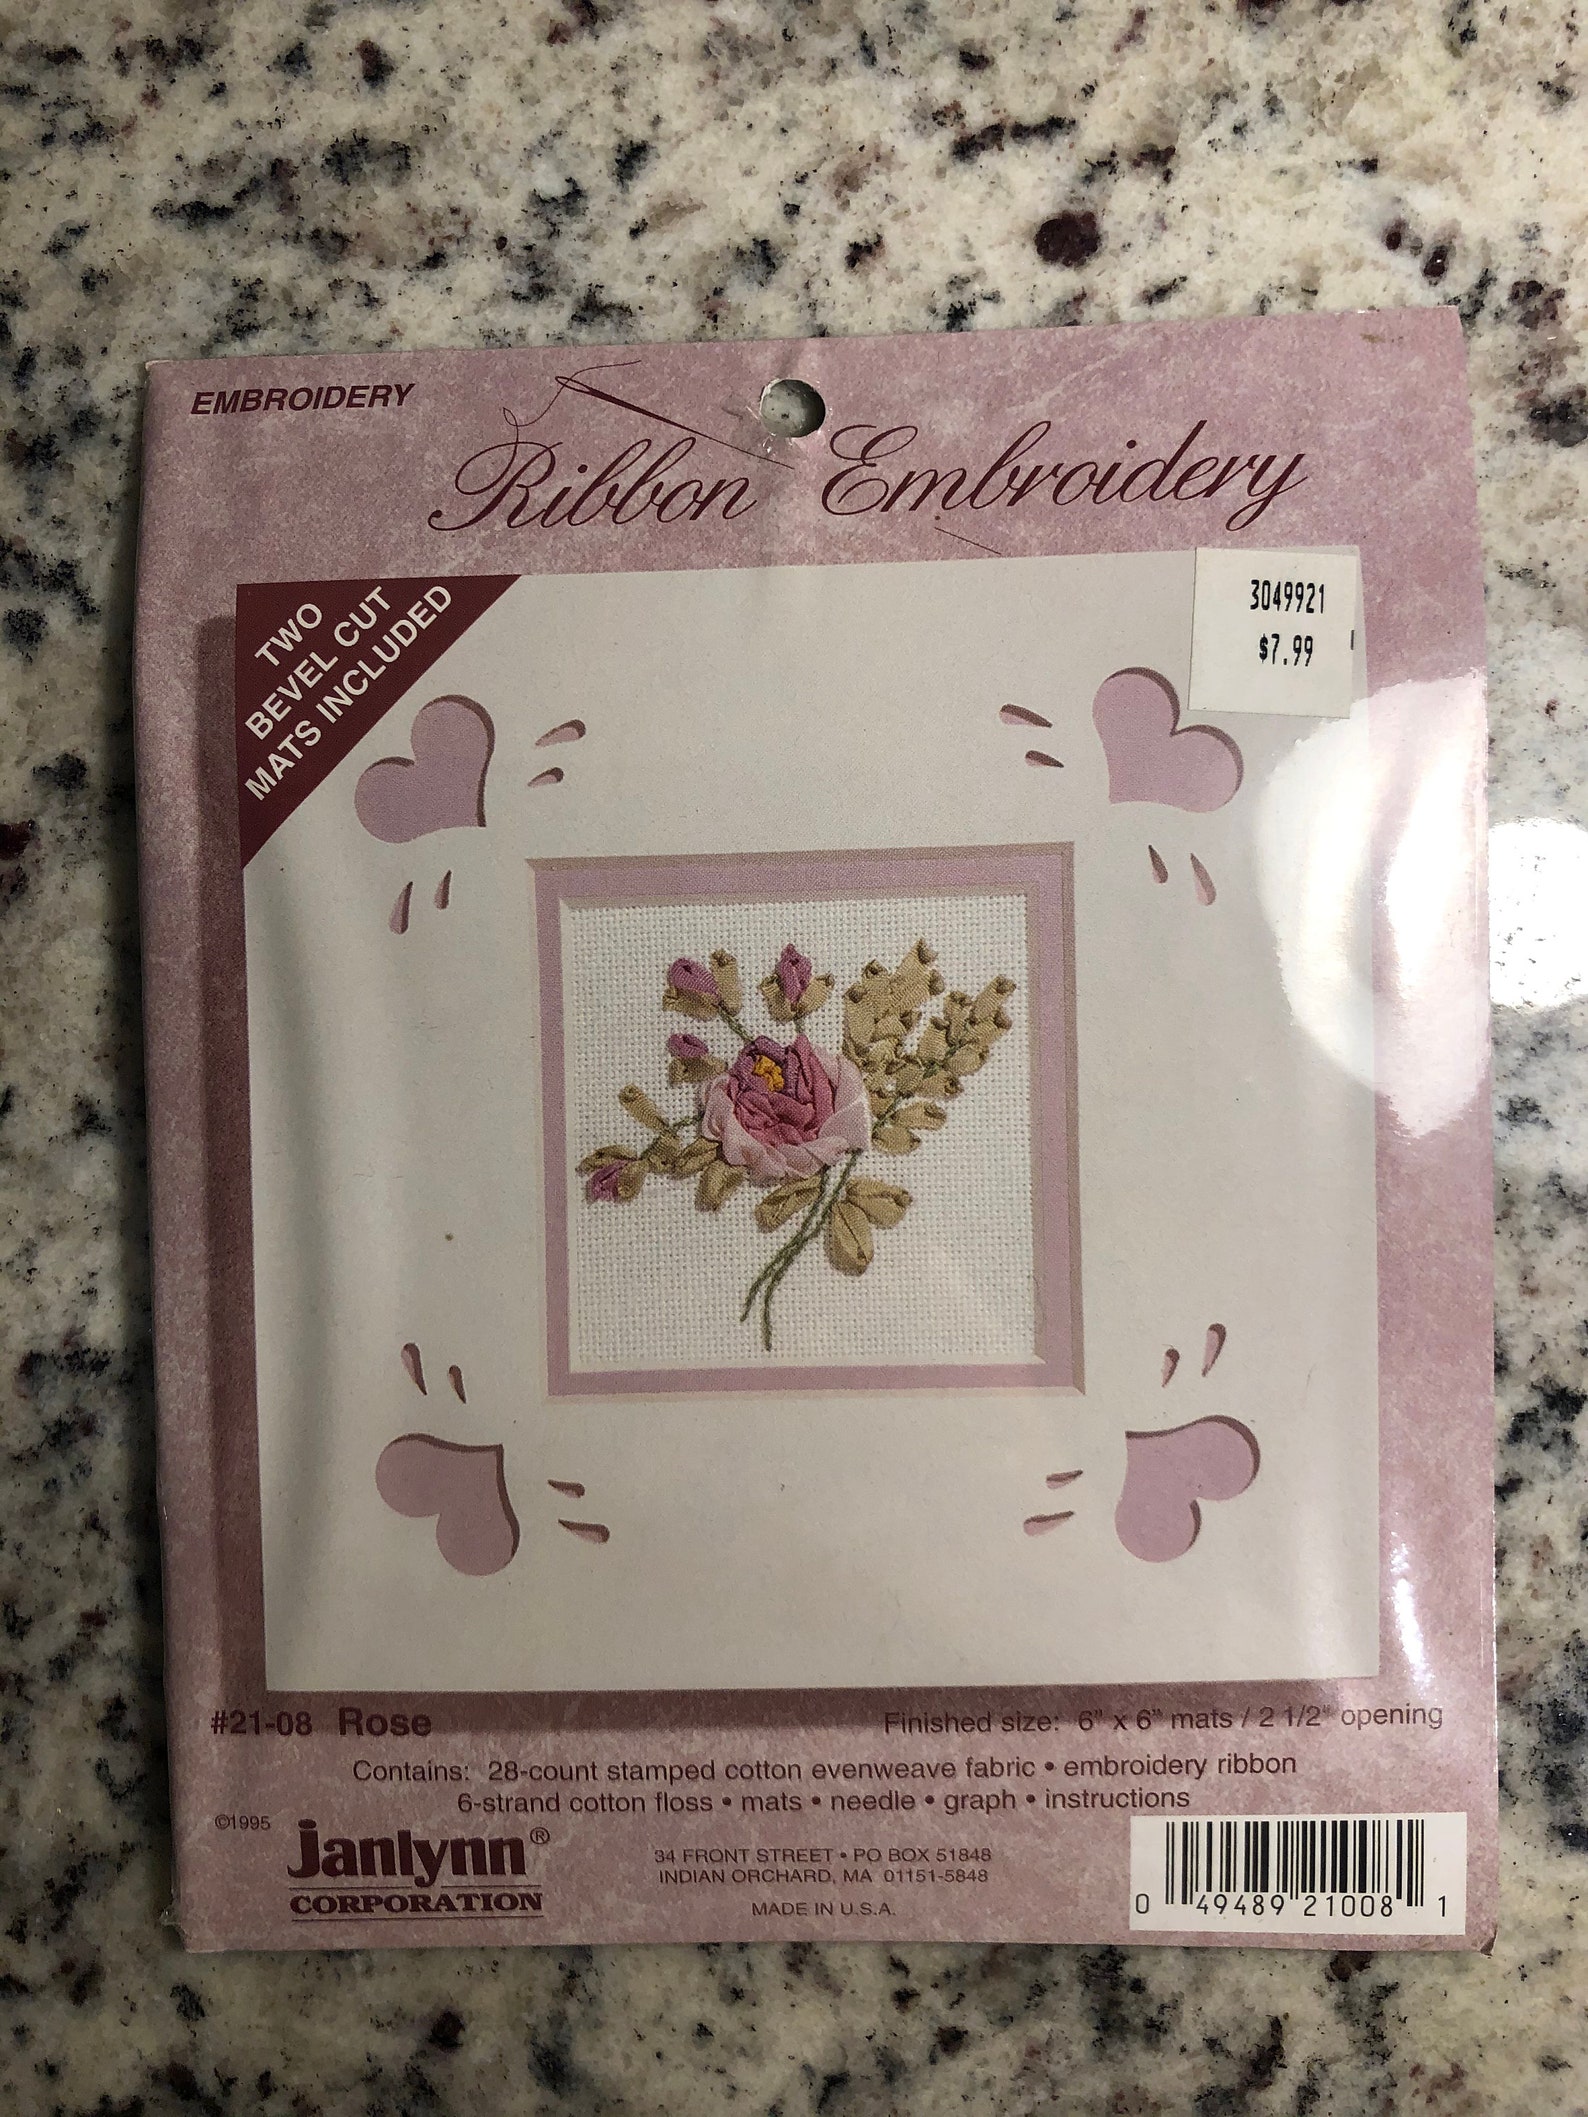 EMBROIDERY
Ribbon Embroidery
TWO
BEVEL CUT
MATS INCLUDED
3049921
$7.99
#21-08 Rose
Finished size: 6" x 6" mats / 2 1/2" opening
Contains: 28-count stamped cotton evenweave fabric • embroidery ribbon
6-strand cotton floss • mats • needle • graph • instructions
©1995
janlynn®
CORPORATION
34 FRONT STREET • PO BOX 51848
INDIAN ORCHARD, MA 01151-5848
MADE IN U.S.A.
0 49489 21008 1